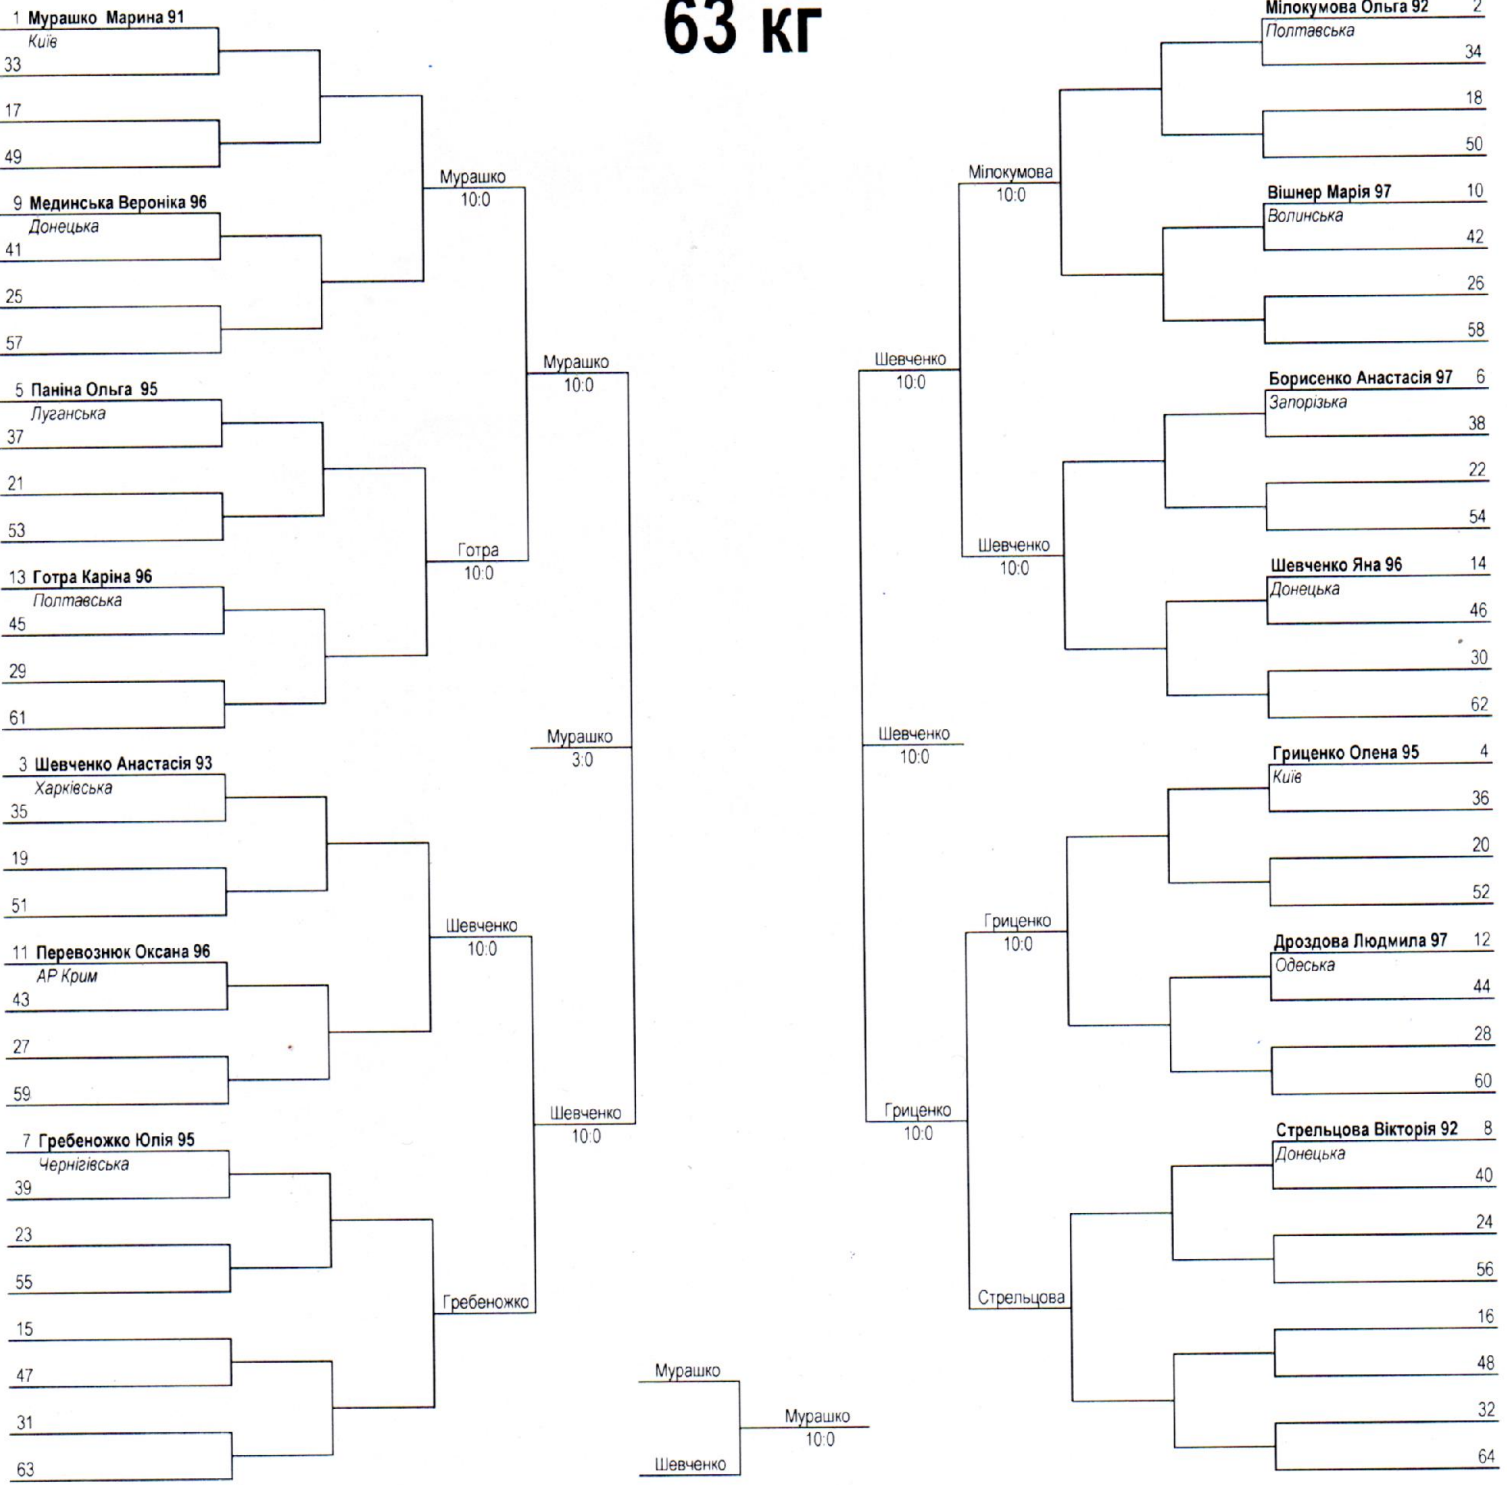 63 кг
1 Мурашко Марина 91
Київ
33
17
49
9 Мединська Вероніка 96
Донецька
41
25
57
5 Паніна Ольга 95
Луганська
37
21
53
13 Готра Каріна 96
Полтавська
45
29
61
3 Шевченко Анастасія 93
Харківська
35
19
51
11 Перевознюк Оксана 96
АР Крим
43
27
59
7 Гребеножко Юлія 95
Чернігівська
39
23
55
15
47
31
63
Мурашко
10:0
Готра
10:0
Шевченко
10:0
Гребеножко
Мурашко
10:0
Шевченко
10:0
Мурашко
3:0
Мурашко
Шевченко
Мурашко
10:0
Шевченко
10:0
Шевченко
10:0
Гриценко
10:0
Мілокумова
10:0
Шевченко
10:0
Гриценко
10:0
Стрельцова
Мілокумова Ольга 92 2
Полтавська
34
18
50
Вішнер Марія 97 10
Волинська
42
26
58
Борисенко Анастасія 97 6
Запорізька
38
22
54
Шевченко Яна 96 14
Донецька
46
30
62
Гриценко Олена 95 4
Київ
36
20
52
Дроздова Людмила 97 12
Одеська
44
28
60
Стрельцова Вікторія 92 8
Донецька
40
24
56
16
48
32
64